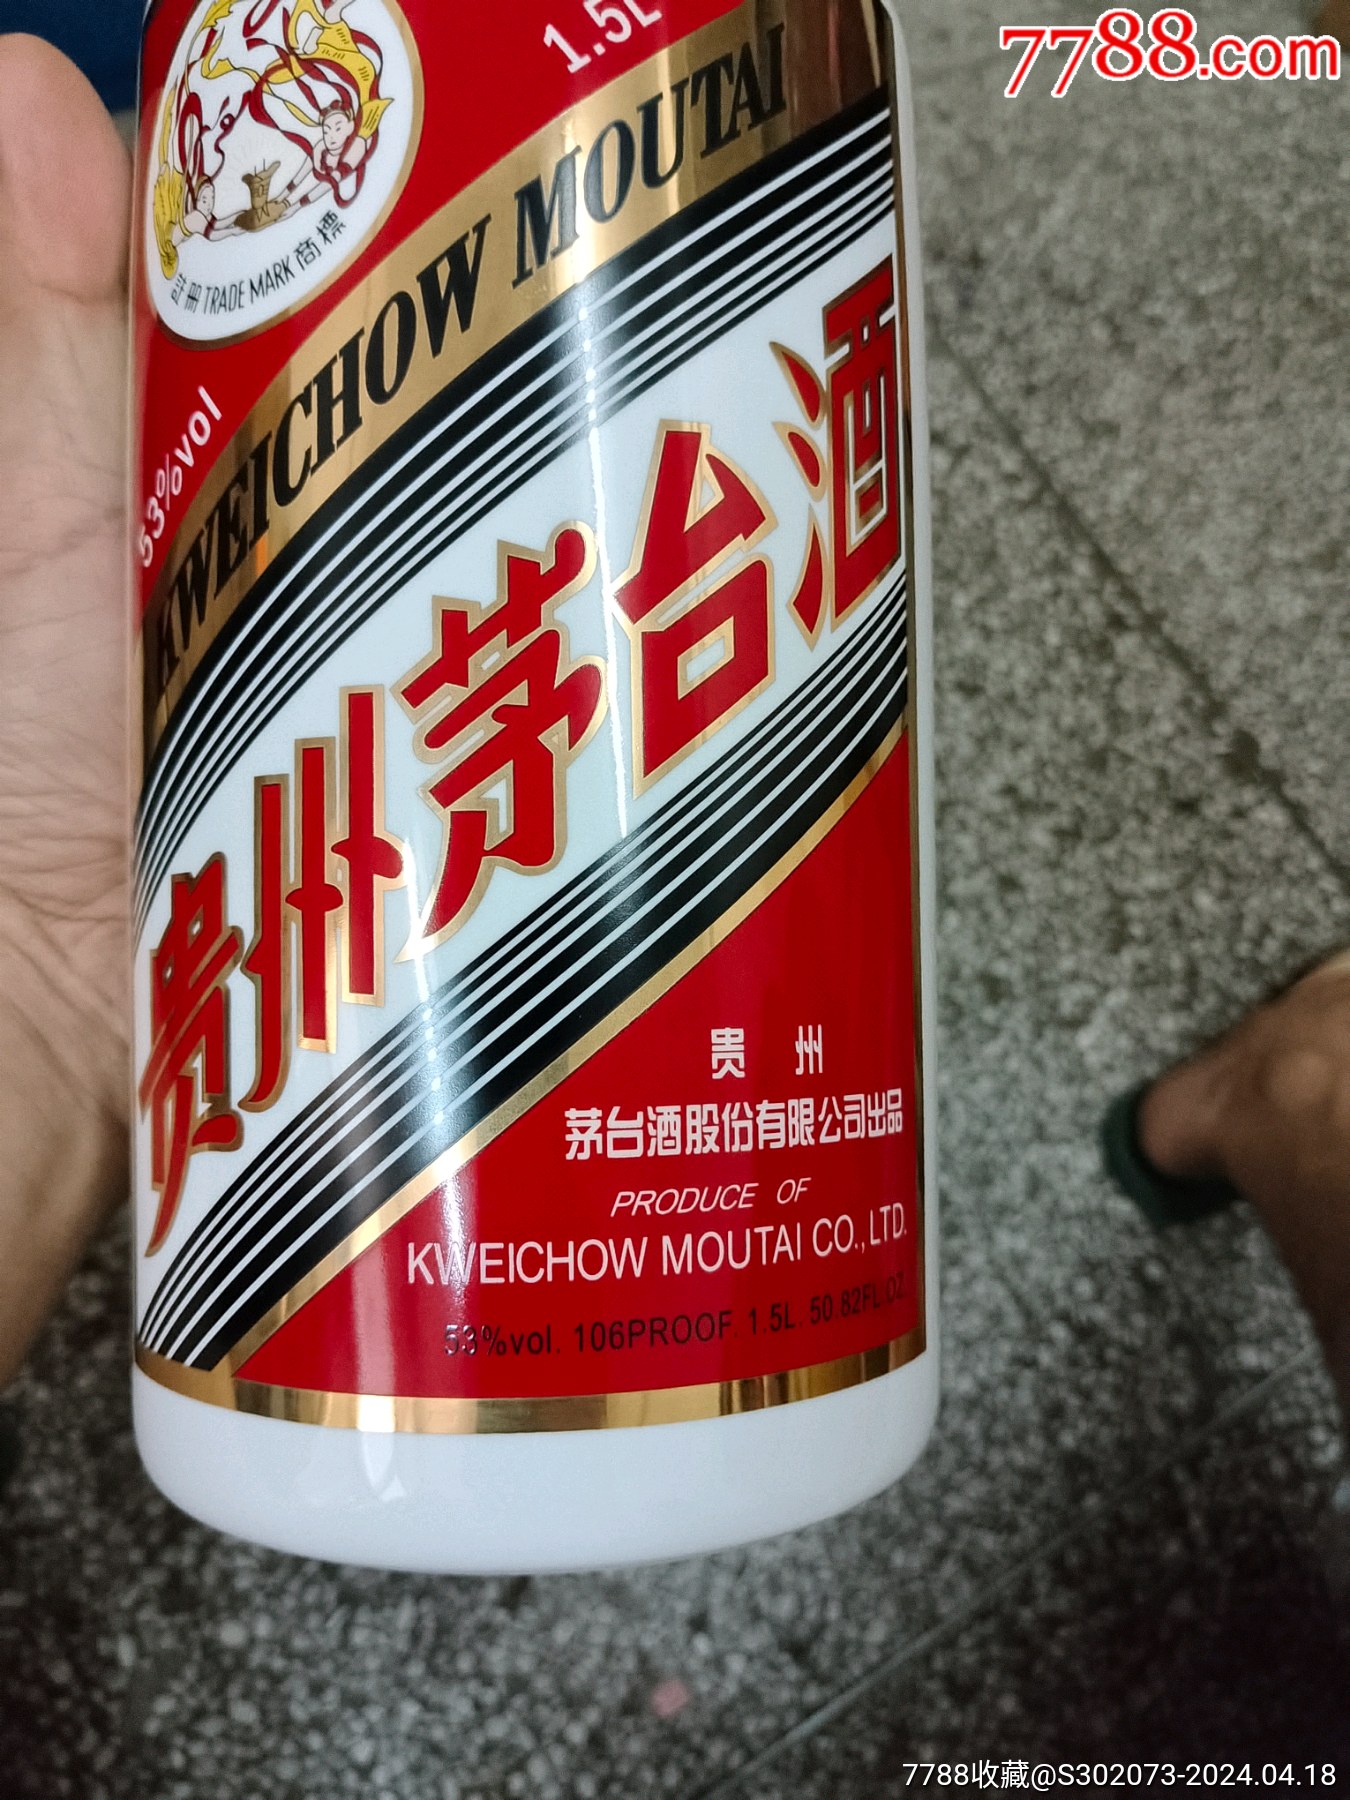 7788.com
1.5L
註冊 TRADE MARK 商標
53%vol
KWEICHOW MOUTAI
贵州茅台酒
贵 州
茅台酒股份有限公司出品
PRODUCE OF
KWEICHOW MOUTAI CO., LTD.
53%vol. 106PROOF. 1.5L. 50.82FL.OZ.
7788收藏@S302073-2024.04.18